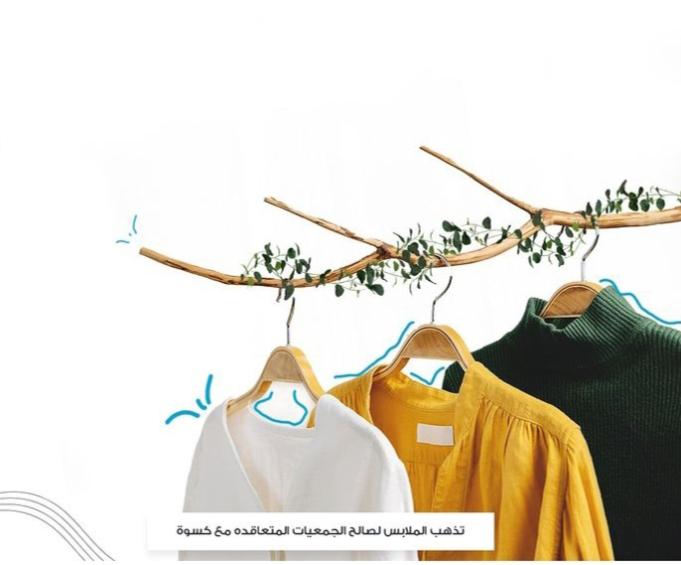 تذهب الملابس لصالح الجمعيات المتعاقده مع كسوة